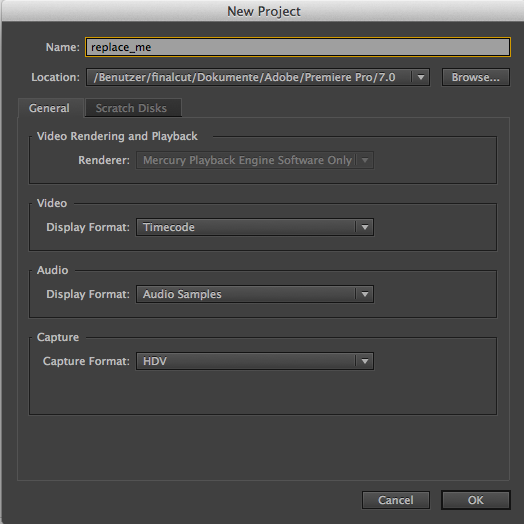 New Project
Name: replace_me
Location: /Benutzer/finalcut/Dokumente/Adobe/Premiere Pro/7.0 Browse...
General Scratch Disks
Video Rendering and Playback
Renderer: Mercury Playback Engine Software Only
Video
Display Format: Timecode
Audio
Display Format: Audio Samples
Capture
Capture Format: HDV
Cancel OK